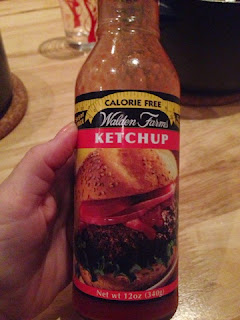 CALORIE FREE
Walden Farms
KETCHUP
Net wt 12oz (340g)